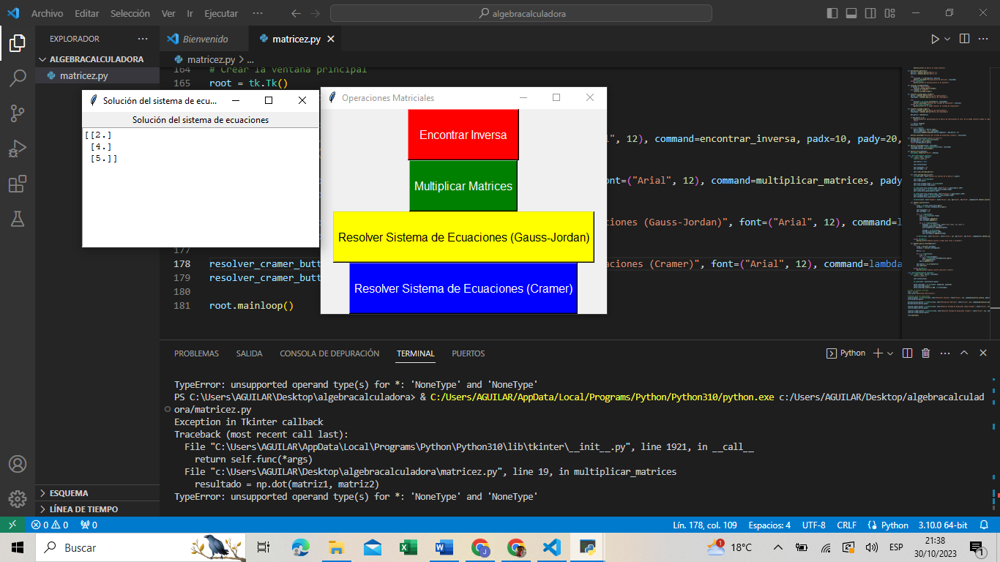 Archivo Editar Selección Ver Ir Ejecutar ··· algebracalculadora
EXPLORADOR ···
ALGEBRACALCULADORA
matricez.py
ESQUEMA
LÍNEA DE TIEMPO
Bienvenido matricez.py
matricez.py > ...
164 # Crear la ventana principal
165 root = tk.Tk()
l", 12), command=encontrar_inversa, padx=10, pady=20,
ont=("Arial", 12), command=multiplicar_matrices, pady
iones (Gauss-Jordan)", font=("Arial", 12), command=l
177
178 resolver_cramer_butt
aciones (Cramer)", font=("Arial", 12), command=lambda
179 resolver_cramer_butt
180
181 root.mainloop()
Solución del sistema de ecu...
Solución del sistema de ecuaciones
[[2.]
[4.]
[5.]]
Operaciones Matriciales
Encontrar Inversa
Multiplicar Matrices
Resolver Sistema de Ecuaciones (Gauss-Jordan)
Resolver Sistema de Ecuaciones (Cramer)
PROBLEMAS SALIDA CONSOLA DE DEPURACIÓN TERMINAL PUERTOS
Python
TypeError: unsupported operand type(s) for *: 'NoneType' and 'NoneType'
PS C:\Users\AGUILAR\Desktop\algebracalculadora> & C:/Users/AGUILAR/AppData/Local/Programs/Python/Python310/python.exe c:/Users/AGUILAR/Desktop/algebracalculad
ora/matricez.py
Exception in Tkinter callback
Traceback (most recent call last):
File "C:\Users\AGUILAR\AppData\Local\Programs\Python\Python310\lib\tkinter\__init__.py", line 1921, in __call__
return self.func(*args)
File "c:\Users\AGUILAR\Desktop\algebracalculadora\matricez.py", line 19, in multiplicar_matrices
resultado = np.dot(matriz1, matriz2)
TypeError: unsupported operand type(s) for *: 'NoneType' and 'NoneType'
0 0 0
Lín. 178, col. 109 Espacios: 4 UTF-8 CRLF Python 3.10.0 64-bit
Buscar
1 18°C ESP
21:38
30/10/2023
1